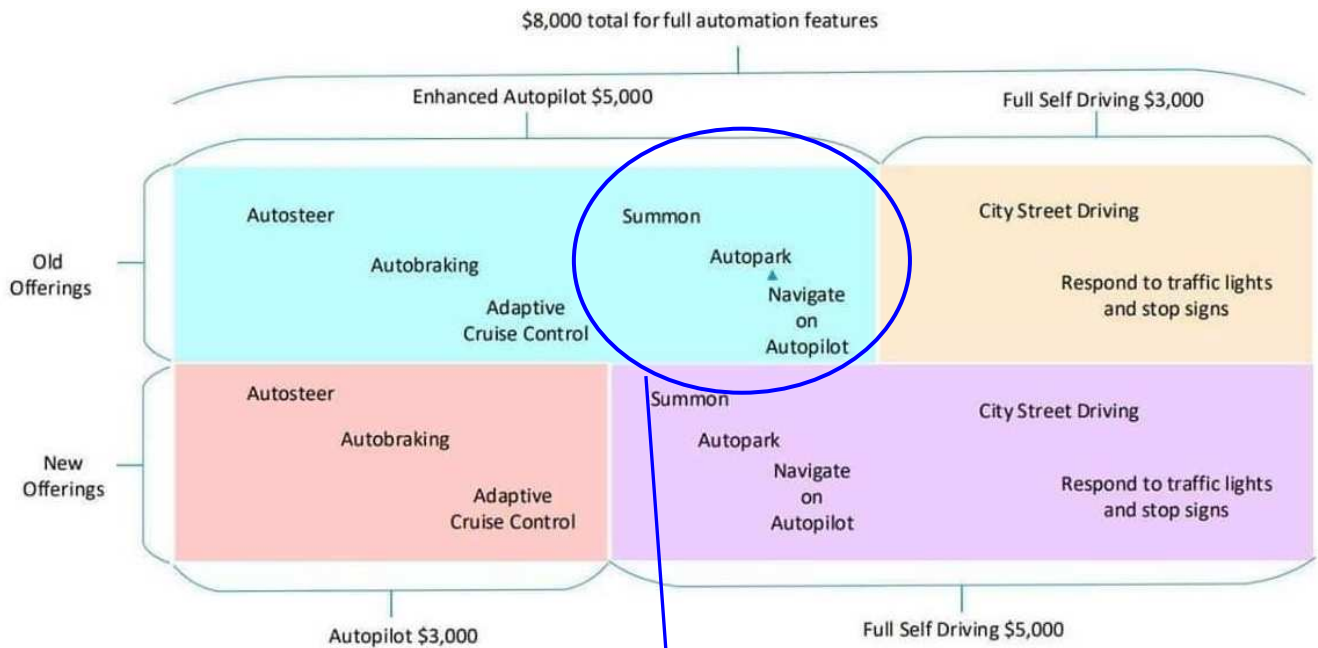 $8,000 total for full automation features
Enhanced Autopilot $5,000
Full Self Driving $3,000
Old
Offerings
Autosteer
Autobraking
Adaptive
Cruise Control
Summon
Autopark
Navigate
on
Autopilot
City Street Driving
Respond to traffic lights
and stop signs
New
Offerings
Autosteer
Autobraking
Adaptive
Cruise Control
Summon
Autopark
Navigate
on
Autopilot
City Street Driving
Respond to traffic lights
and stop signs
Autopilot $3,000
Full Self Driving $5,000